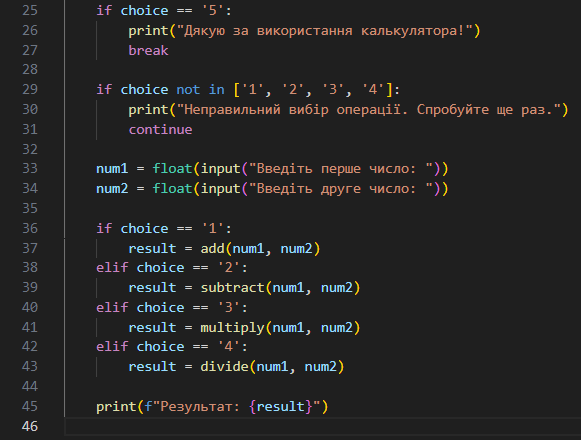 25 if choice == '5':
26 print("Дякую за використання калькулятора!")
27 break
28
29 if choice not in ['1', '2', '3', '4']:
30 print("Неправильний вибір операції. Спробуйте ще раз.")
31 continue
32
33 num1 = float(input("Введіть перше число: "))
34 num2 = float(input("Введіть друге число: "))
35
36 if choice == '1':
37 result = add(num1, num2)
38 elif choice == '2':
39 result = subtract(num1, num2)
40 elif choice == '3':
41 result = multiply(num1, num2)
42 elif choice == '4':
43 result = divide(num1, num2)
44
45 print(f"Результат: {result}")
46